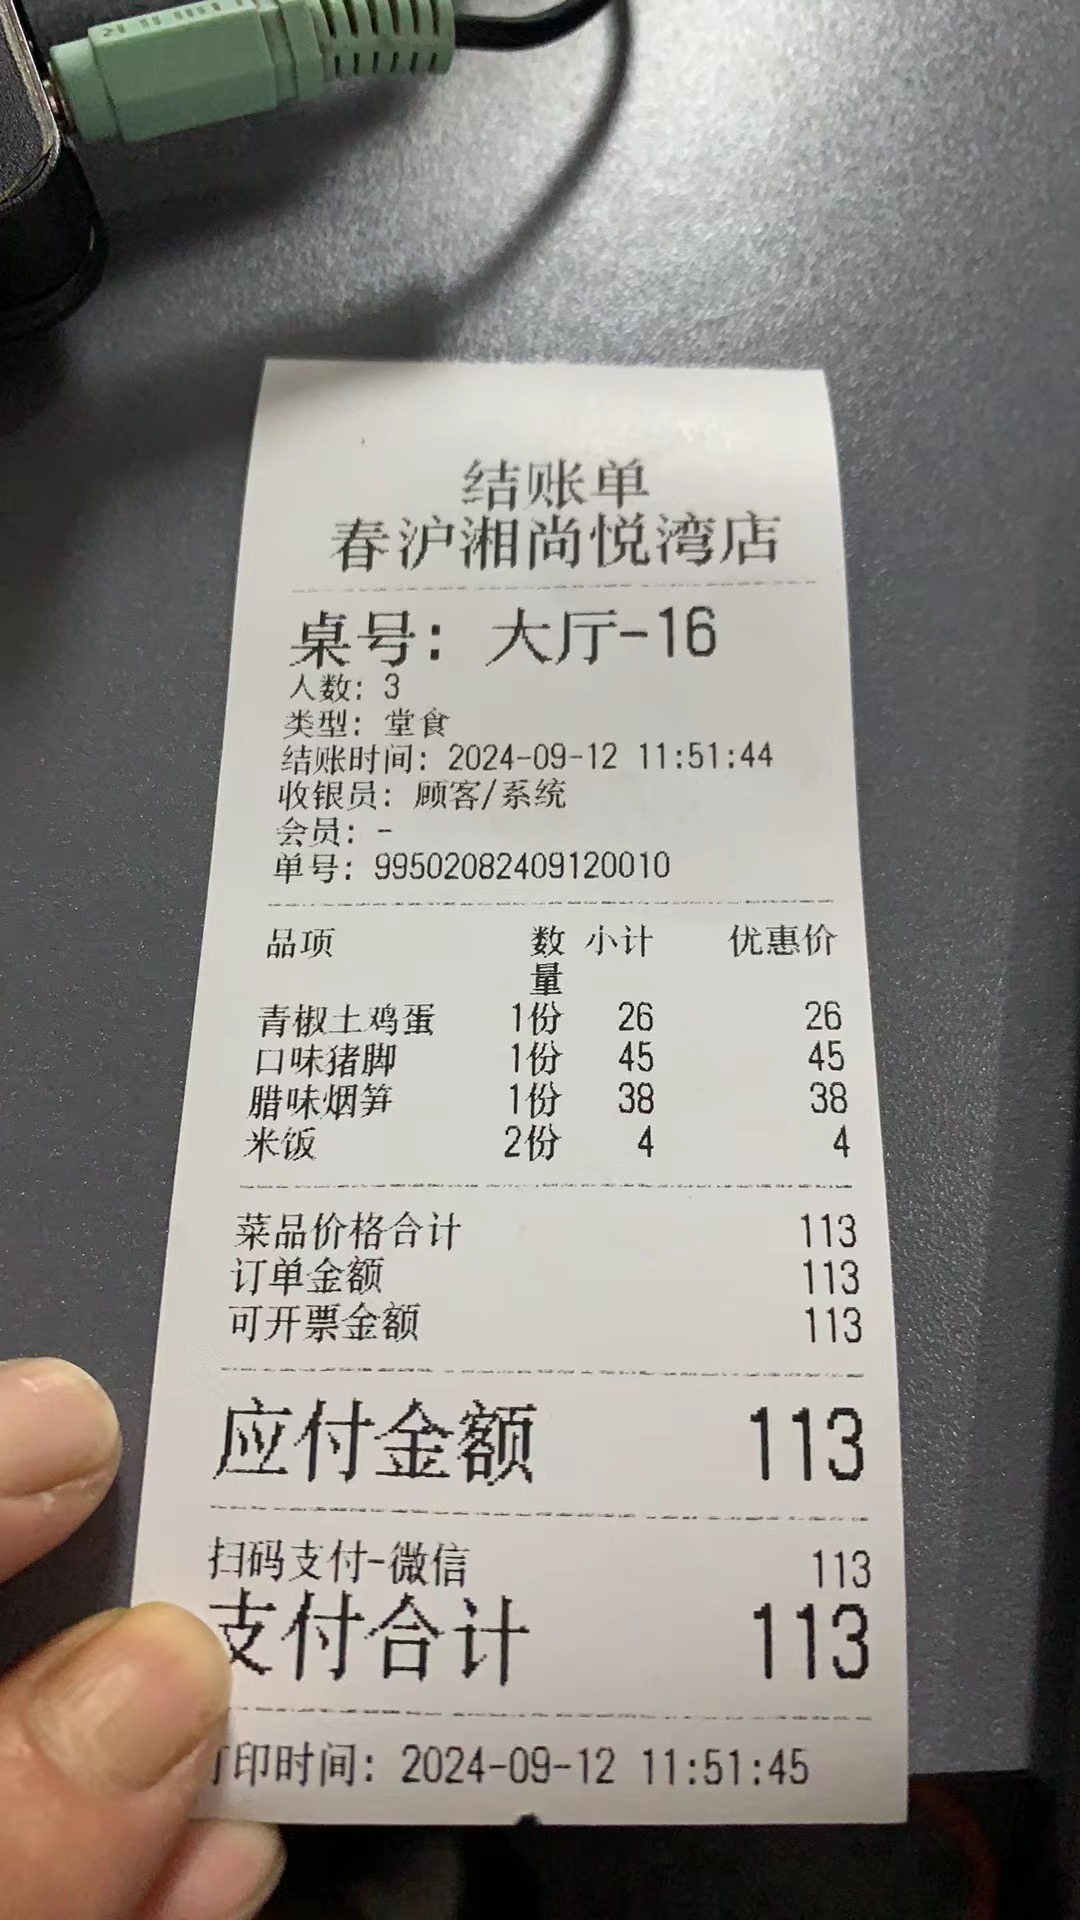 结账单
春沪湘尚悦湾店
桌号: 大厅-16
人数: 3
类型: 堂食
结账时间: 2024-09-12 11:51:44
收银员: 顾客/系统
会员: -
单号: 99502082409120010
品项 数量 小计 优惠价
青椒土鸡蛋 1份 26 26
口味猪脚 1份 45 45
腊味烟笋 1份 38 38
米饭 2份 4 4
菜品价格合计 113
订单金额 113
可开票金额 113
应付金额 113
扫码支付-微信 113
支付合计 113
打印时间: 2024-09-12 11:51:45